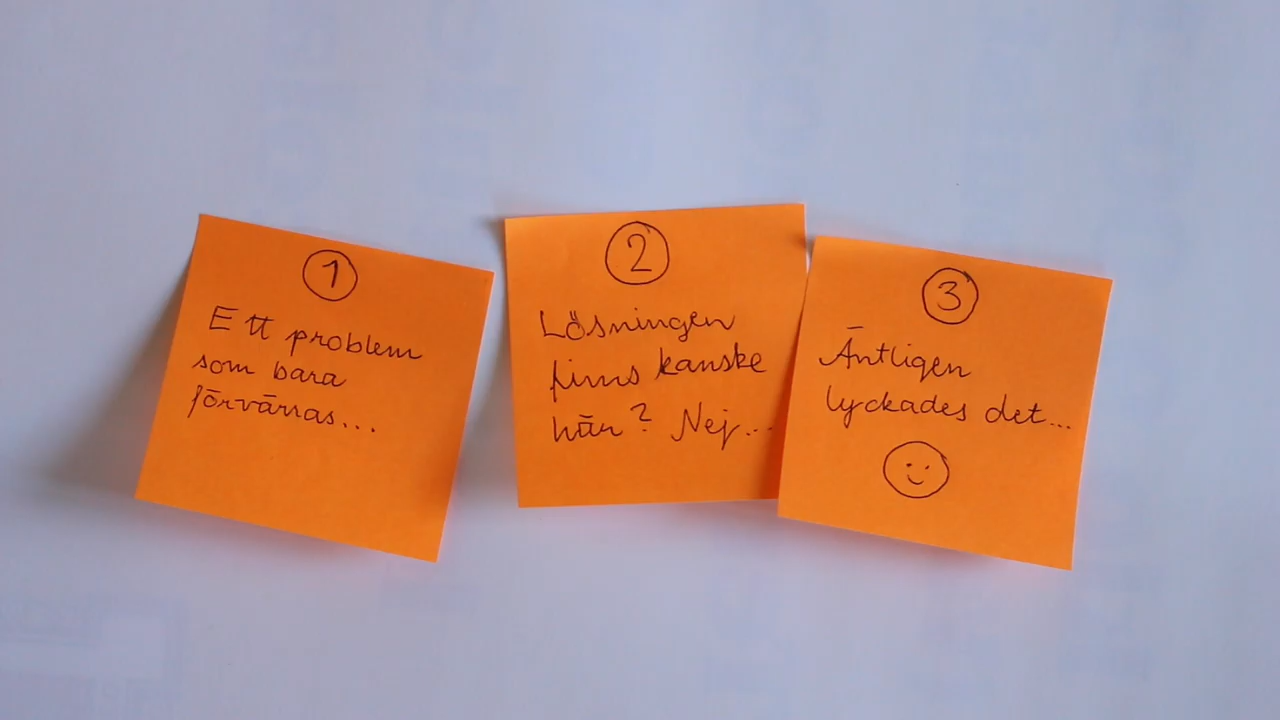 1
Ett problem
som bara
förvärras...
2
Lösningen
finns kanske
här? Nej...
3
Äntligen
lyckades det...